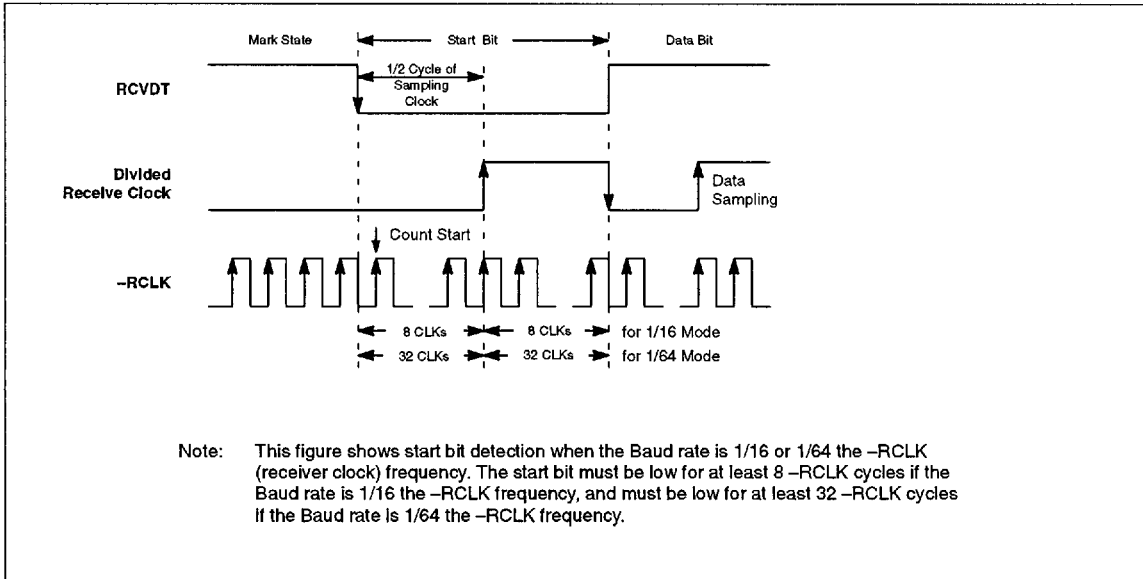 Mark State
Start Bit
Data Bit
RCVDT
1/2 Cycle of
Sampling
Clock
Divided
Receive Clock
Data
Sampling
Count Start
–RCLK
8 CLKs
8 CLKs
for 1/16 Mode
32 CLKs
32 CLKs
for 1/64 Mode
Note: This figure shows start bit detection when the Baud rate is 1/16 or 1/64 the –RCLK
(receiver clock) frequency. The start bit must be low for at least 8 –RCLK cycles if the
Baud rate is 1/16 the –RCLK frequency, and must be low for at least 32 –RCLK cycles
if the Baud rate is 1/64 the –RCLK frequency.